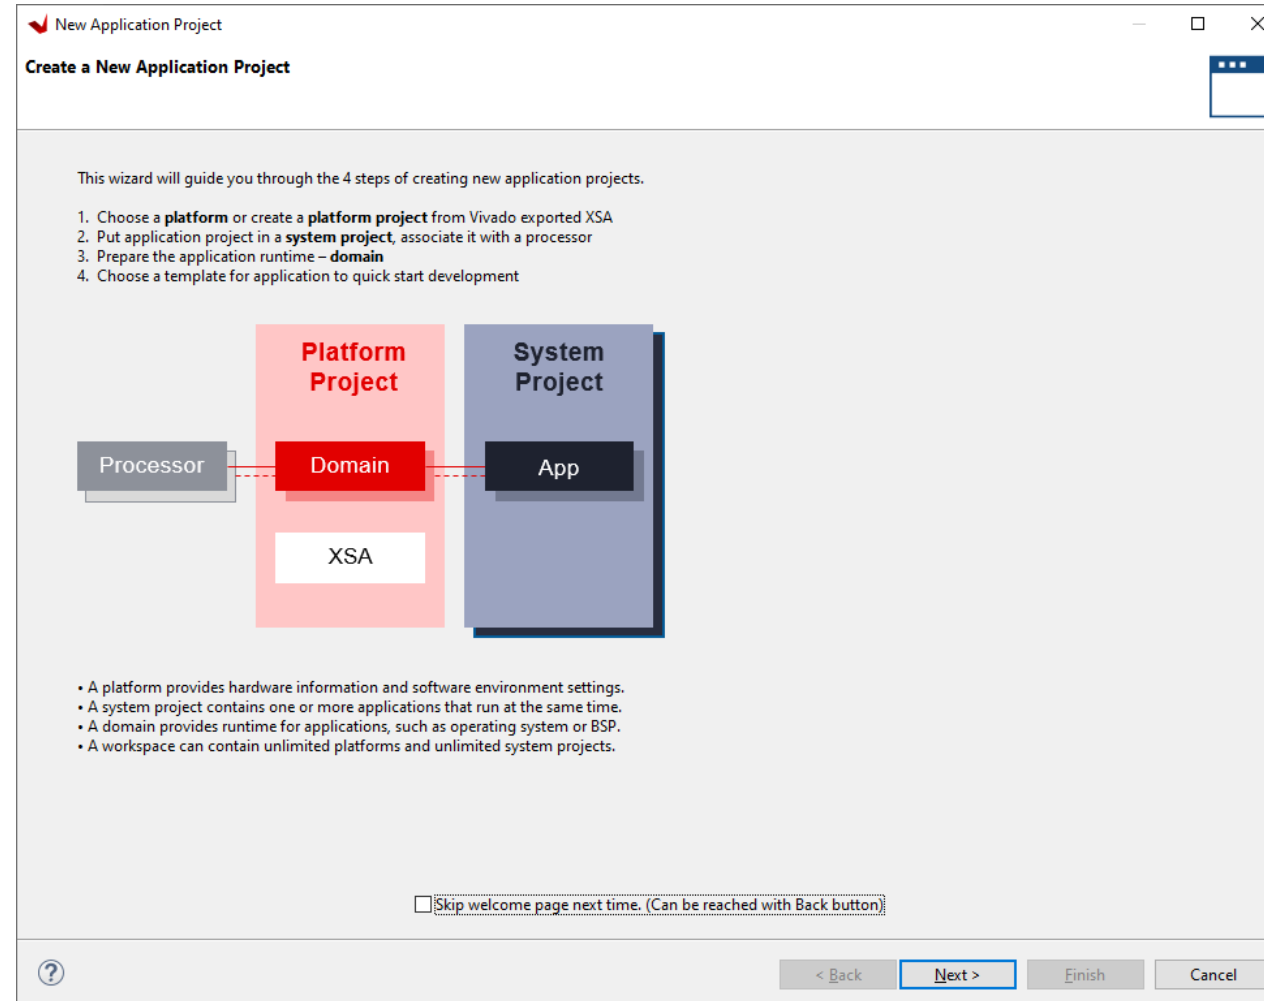 New Application Project
Create a New Application Project
This wizard will guide you through the 4 steps of creating new application projects.
1. Choose a platform or create a platform project from Vivado exported XSA
2. Put application project in a system project, associate it with a processor
3. Prepare the application runtime – domain
4. Choose a template for application to quick start development
Platform
Project
System
Project
Processor
Domain
App
XSA
• A platform provides hardware information and software environment settings.
• A system project contains one or more applications that run at the same time.
• A domain provides runtime for applications, such as operating system or BSP.
• A workspace can contain unlimited platforms and unlimited system projects.
Skip welcome page next time. (Can be reached with Back button)
?
< Back
Next >
Finish
Cancel